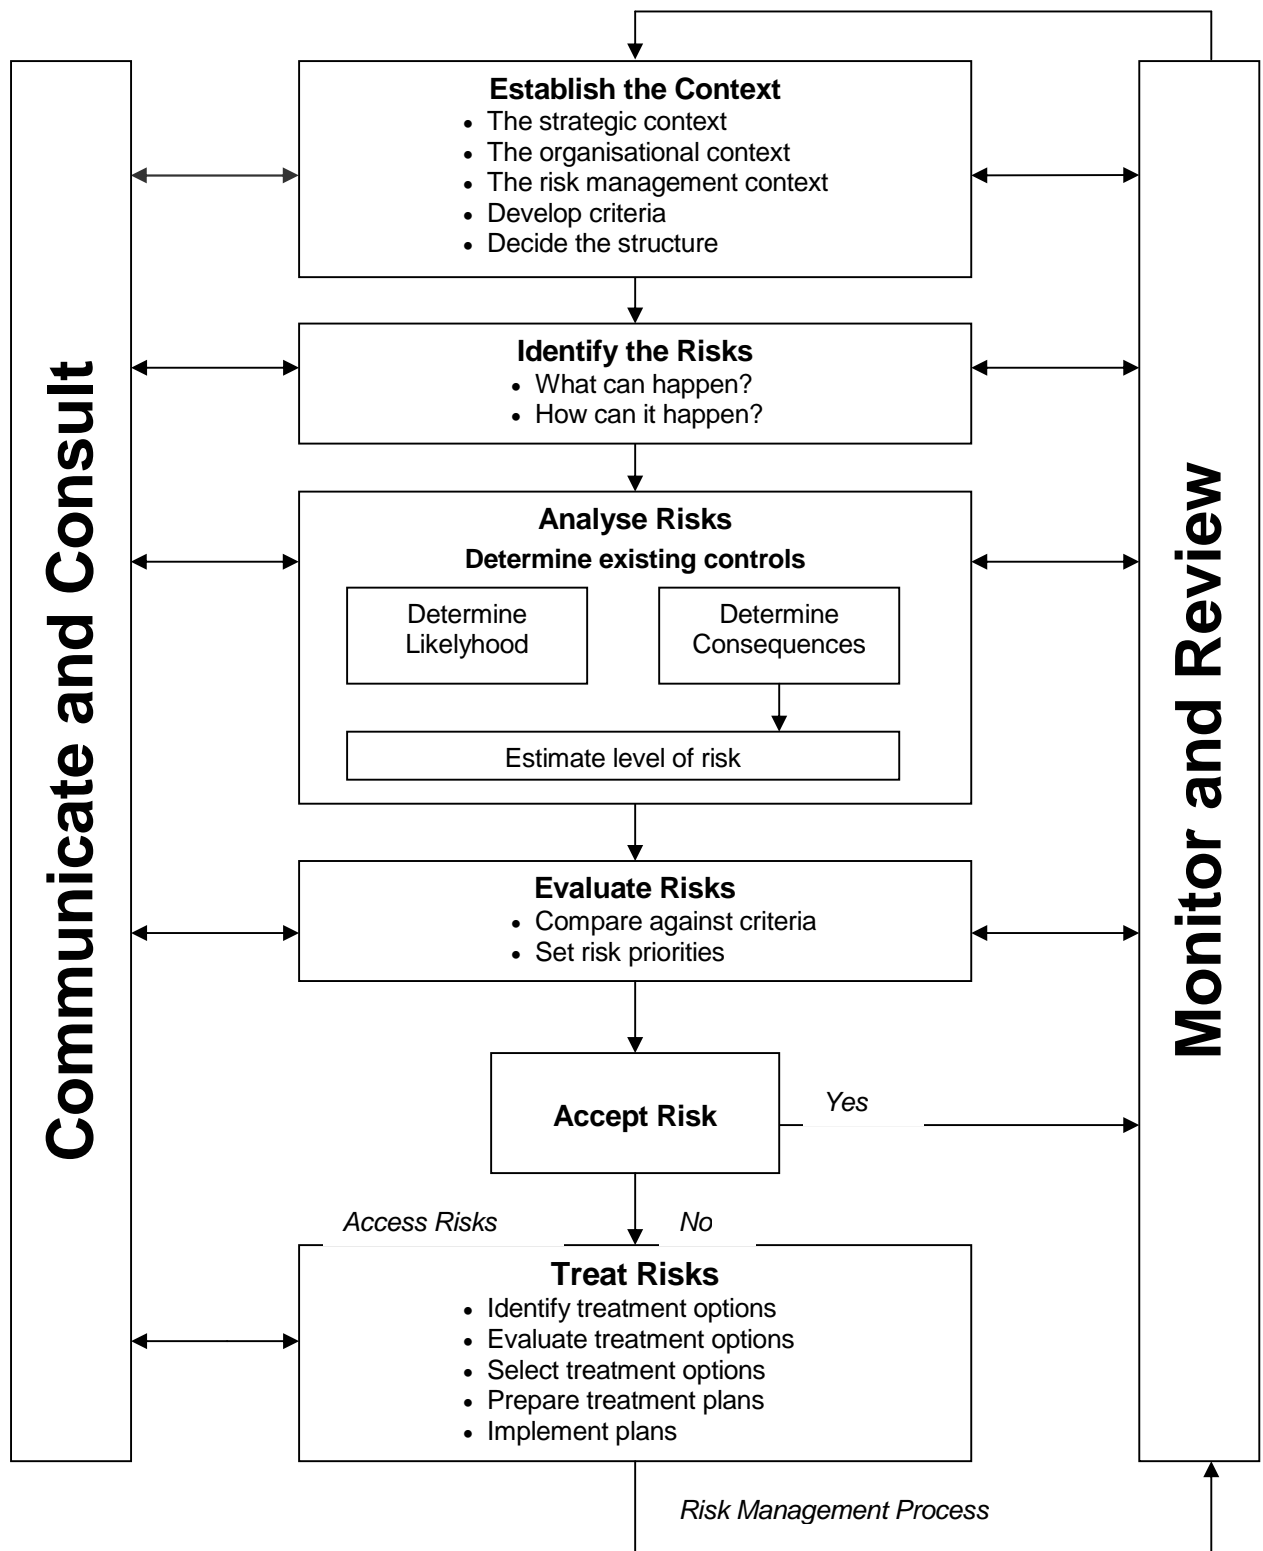 Communicate and Consult
Establish the Context
• The strategic context
• The organisational context
• The risk management context
• Develop criteria
• Decide the structure
Identify the Risks
• What can happen?
• How can it happen?
Analyse Risks
Determine existing controls
Determine
Likelyhood
Determine
Consequences
Estimate level of risk
Evaluate Risks
• Compare against criteria
• Set risk priorities
Accept Risk
Yes
Access Risks
No
Treat Risks
• Identify treatment options
• Evaluate treatment options
• Select treatment options
• Prepare treatment plans
• Implement plans
Risk Management Process
Monitor and Review